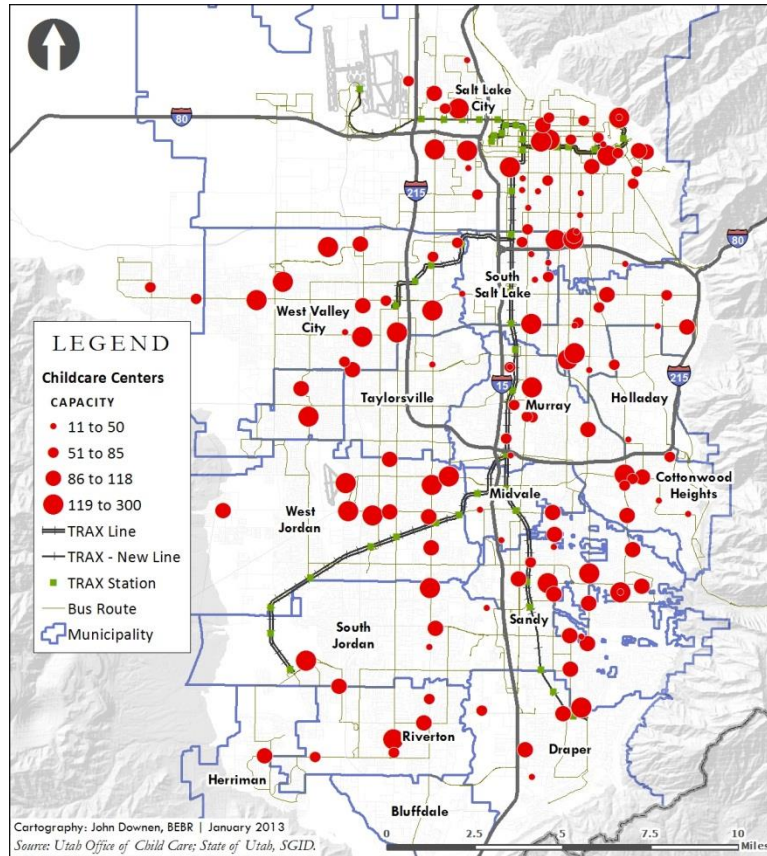 Salt Lake
City
80
215
80
South
Salt Lake
West Valley
City
LEGEND
Childcare Centers
CAPACITY
11 to 50
51 to 85
86 to 118
119 to 300
TRAX Line
TRAX - New Line
TRAX Station
Bus Route
Municipality
215
15
Taylorsville
Murray
Holladay
Cottonwood
Heights
Midvale
West
Jordan
Sandy
South
Jordan
Riverton
Draper
Herriman
Bluffdale
Cartography: John Downen, BEBR | January 2013
Source: Utah Office of Child Care; State of Utah, SGID.
0 2.5 5 7.5 10
Miles